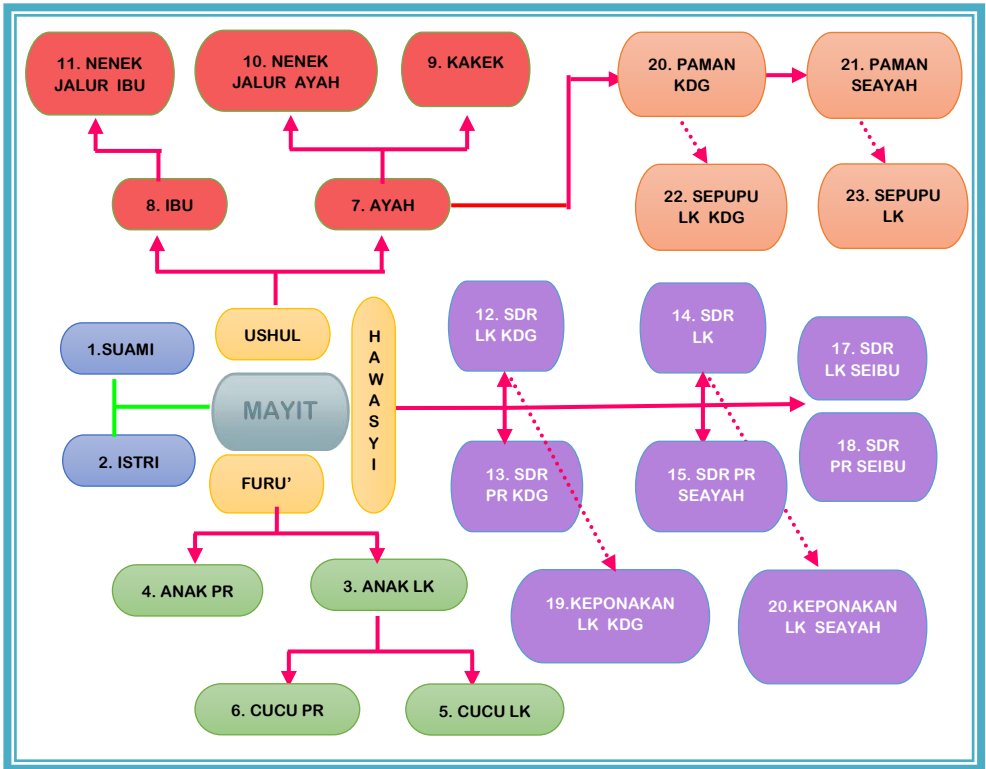 11. NENEK
JALUR IBU
10. NENEK
JALUR AYAH
9. KAKEK
20. PAMAN
KDG
21. PAMAN
SEAYAH
8. IBU
7. AYAH
22. SEPUPU
LK KDG
23. SEPUPU
LK
1.SUAMI
USHUL
MAYIT
2. ISTRI
FURU’
H
A
W
A
S
Y
I
12. SDR
LK KDG
14. SDR
LK
17. SDR
LK SEIBU
13. SDR
PR KDG
15. SDR PR
SEAYAH
18. SDR
PR SEIBU
4. ANAK PR
3. ANAK LK
19.KEPONAKAN
LK KDG
20.KEPONAKAN
LK SEAYAH
6. CUCU PR
5. CUCU LK